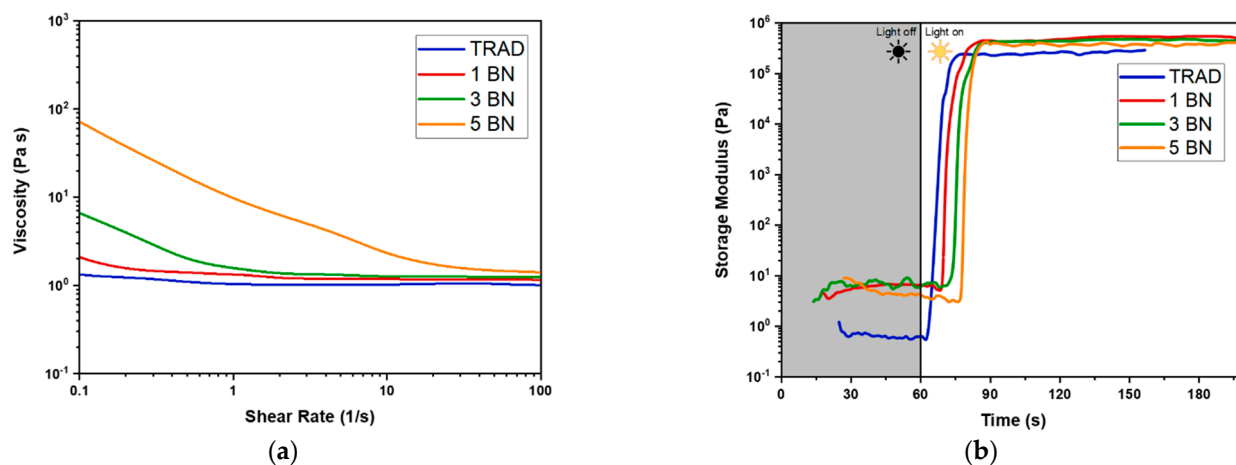 10³
10²
10¹
10⁰
10⁻¹
Viscosity (Pa s)
0.1
1
10
100
Shear Rate (1/s)
TRAD
1 BN
3 BN
5 BN
(a)
10⁶
10⁵
10⁴
10³
10²
10¹
10⁰
10⁻¹
Storage Modulus (Pa)
0
30
60
90
120
150
180
Time (s)
Light off
Light on
TRAD
1 BN
3 BN
5 BN
(b)